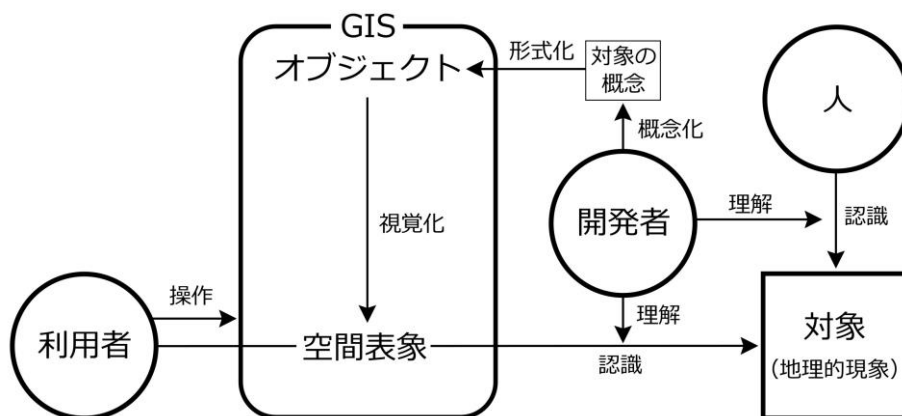 GIS
オブジェクト
形式化
対象の
概念
人
概念化
視覚化
開発者
理解
認識
操作
利用者
空間表象
理解
認識
対象
（地理的現象）